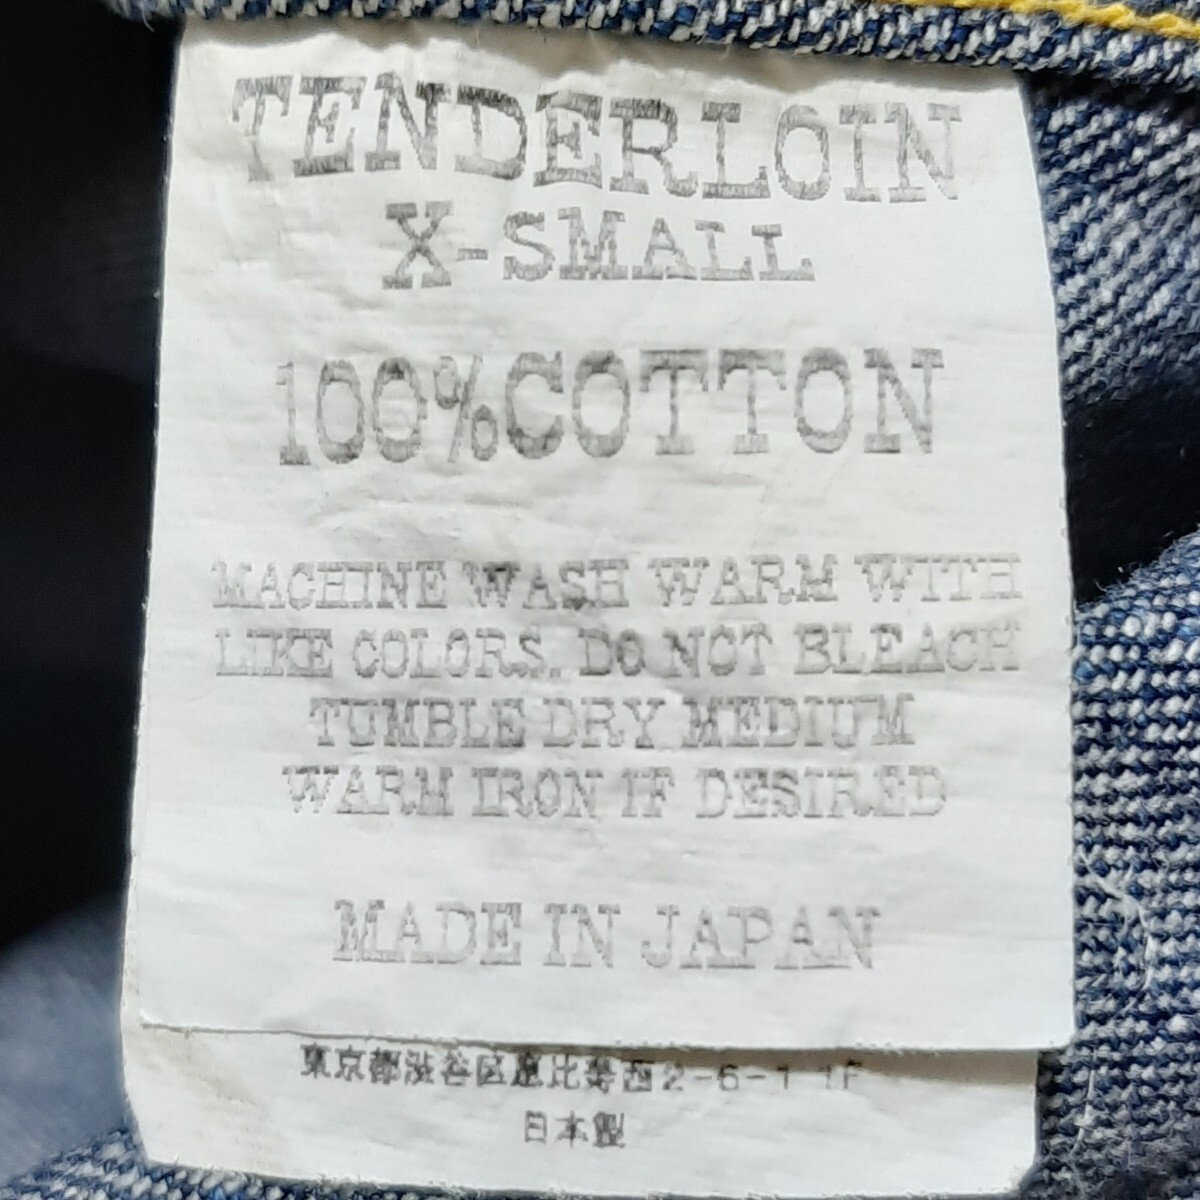 TENDERLOIN
X-SMALL
100%COTTON
MACHINE WASH WARM WITH
LIKE COLORS. DO NOT BLEACH
TUMBLE DRY MEDIUM
WARM IRON IF DESIRED
MADE IN JAPAN
東京都渋谷区恵比寿西2-6-1 1F
日本製